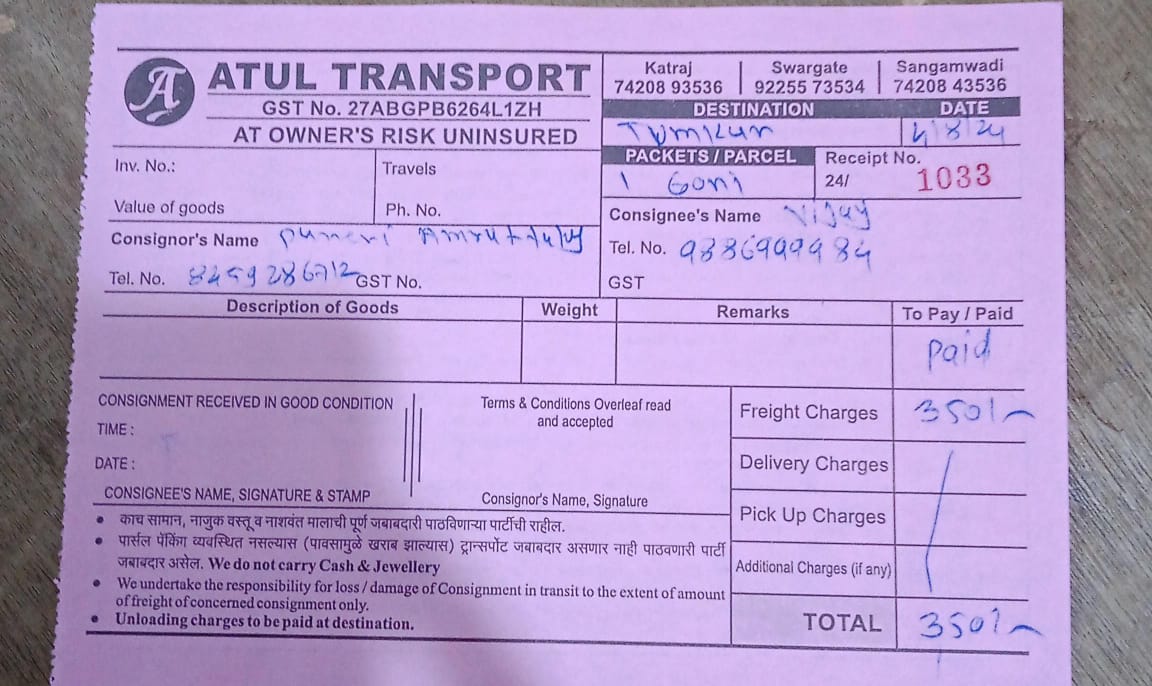 ATUL TRANSPORT
GST No. 27ABGPB6264L1ZH
AT OWNER'S RISK UNINSURED
Katraj | Swargate | Sangamwadi
74208 93536 | 92255 73534 | 74208 43536
DESTINATION DATE
Tumkur 4/8/24
PACKETS / PARCEL Receipt No.
1 Goni 24/ 1033
Inv. No.: Travels
Value of goods Ph. No.
Consignor's Name Puneri Amruttuly
Tel. No. 8459286712 GST No.
Consignee's Name Vijay
Tel. No. 9886999984
GST
Description of Goods Weight Remarks To Pay / Paid
Paid
CONSIGNMENT RECEIVED IN GOOD CONDITION
TIME :
DATE :
CONSIGNEE'S NAME, SIGNATURE & STAMP
Terms & Conditions Overleaf read
and accepted
Consignor's Name, Signature
Freight Charges 350/-
Delivery Charges
Pick Up Charges
Additional Charges (if any)
TOTAL 350/-
• काच सामान, नाजुक वस्तू व नाशवंत मालाची पूर्ण जबाबदारी पाठविणाऱ्या पार्टीची राहील.
• पार्सल पॅकिंग व्यवस्थित नसल्यास (पावसामुळे खराब झाल्यास) ट्रान्सपोर्ट जबाबदार असणार नाही पाठवणारी पार्टी
जबाबदार असेल. We do not carry Cash & Jewellery
• We undertake the responsibility for loss / damage of Consignment in transit to the extent of amount
of freight of concerned consignment only.
• Unloading charges to be paid at destination.